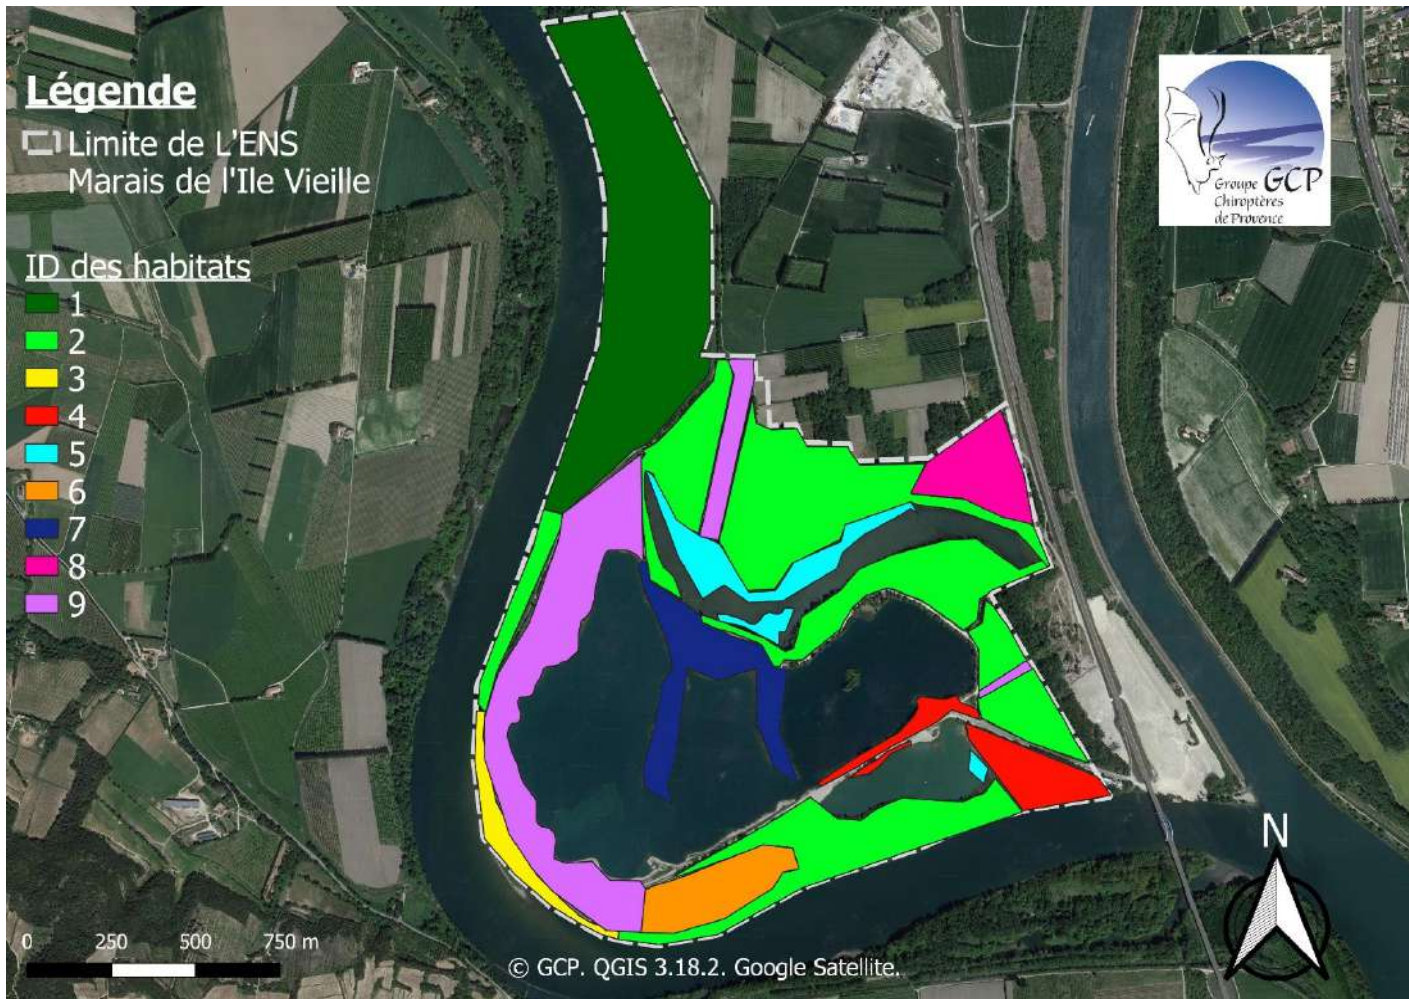 Légende
Limite de L'ENS
Marais de l'Ile Vieille
ID des habitats
1
2
3
4
5
6
7
8
9
Groupe GCP
Chiroptères
de Provence
N
0 250 500 750 m
© GCP. QGIS 3.18.2. Google Satellite.